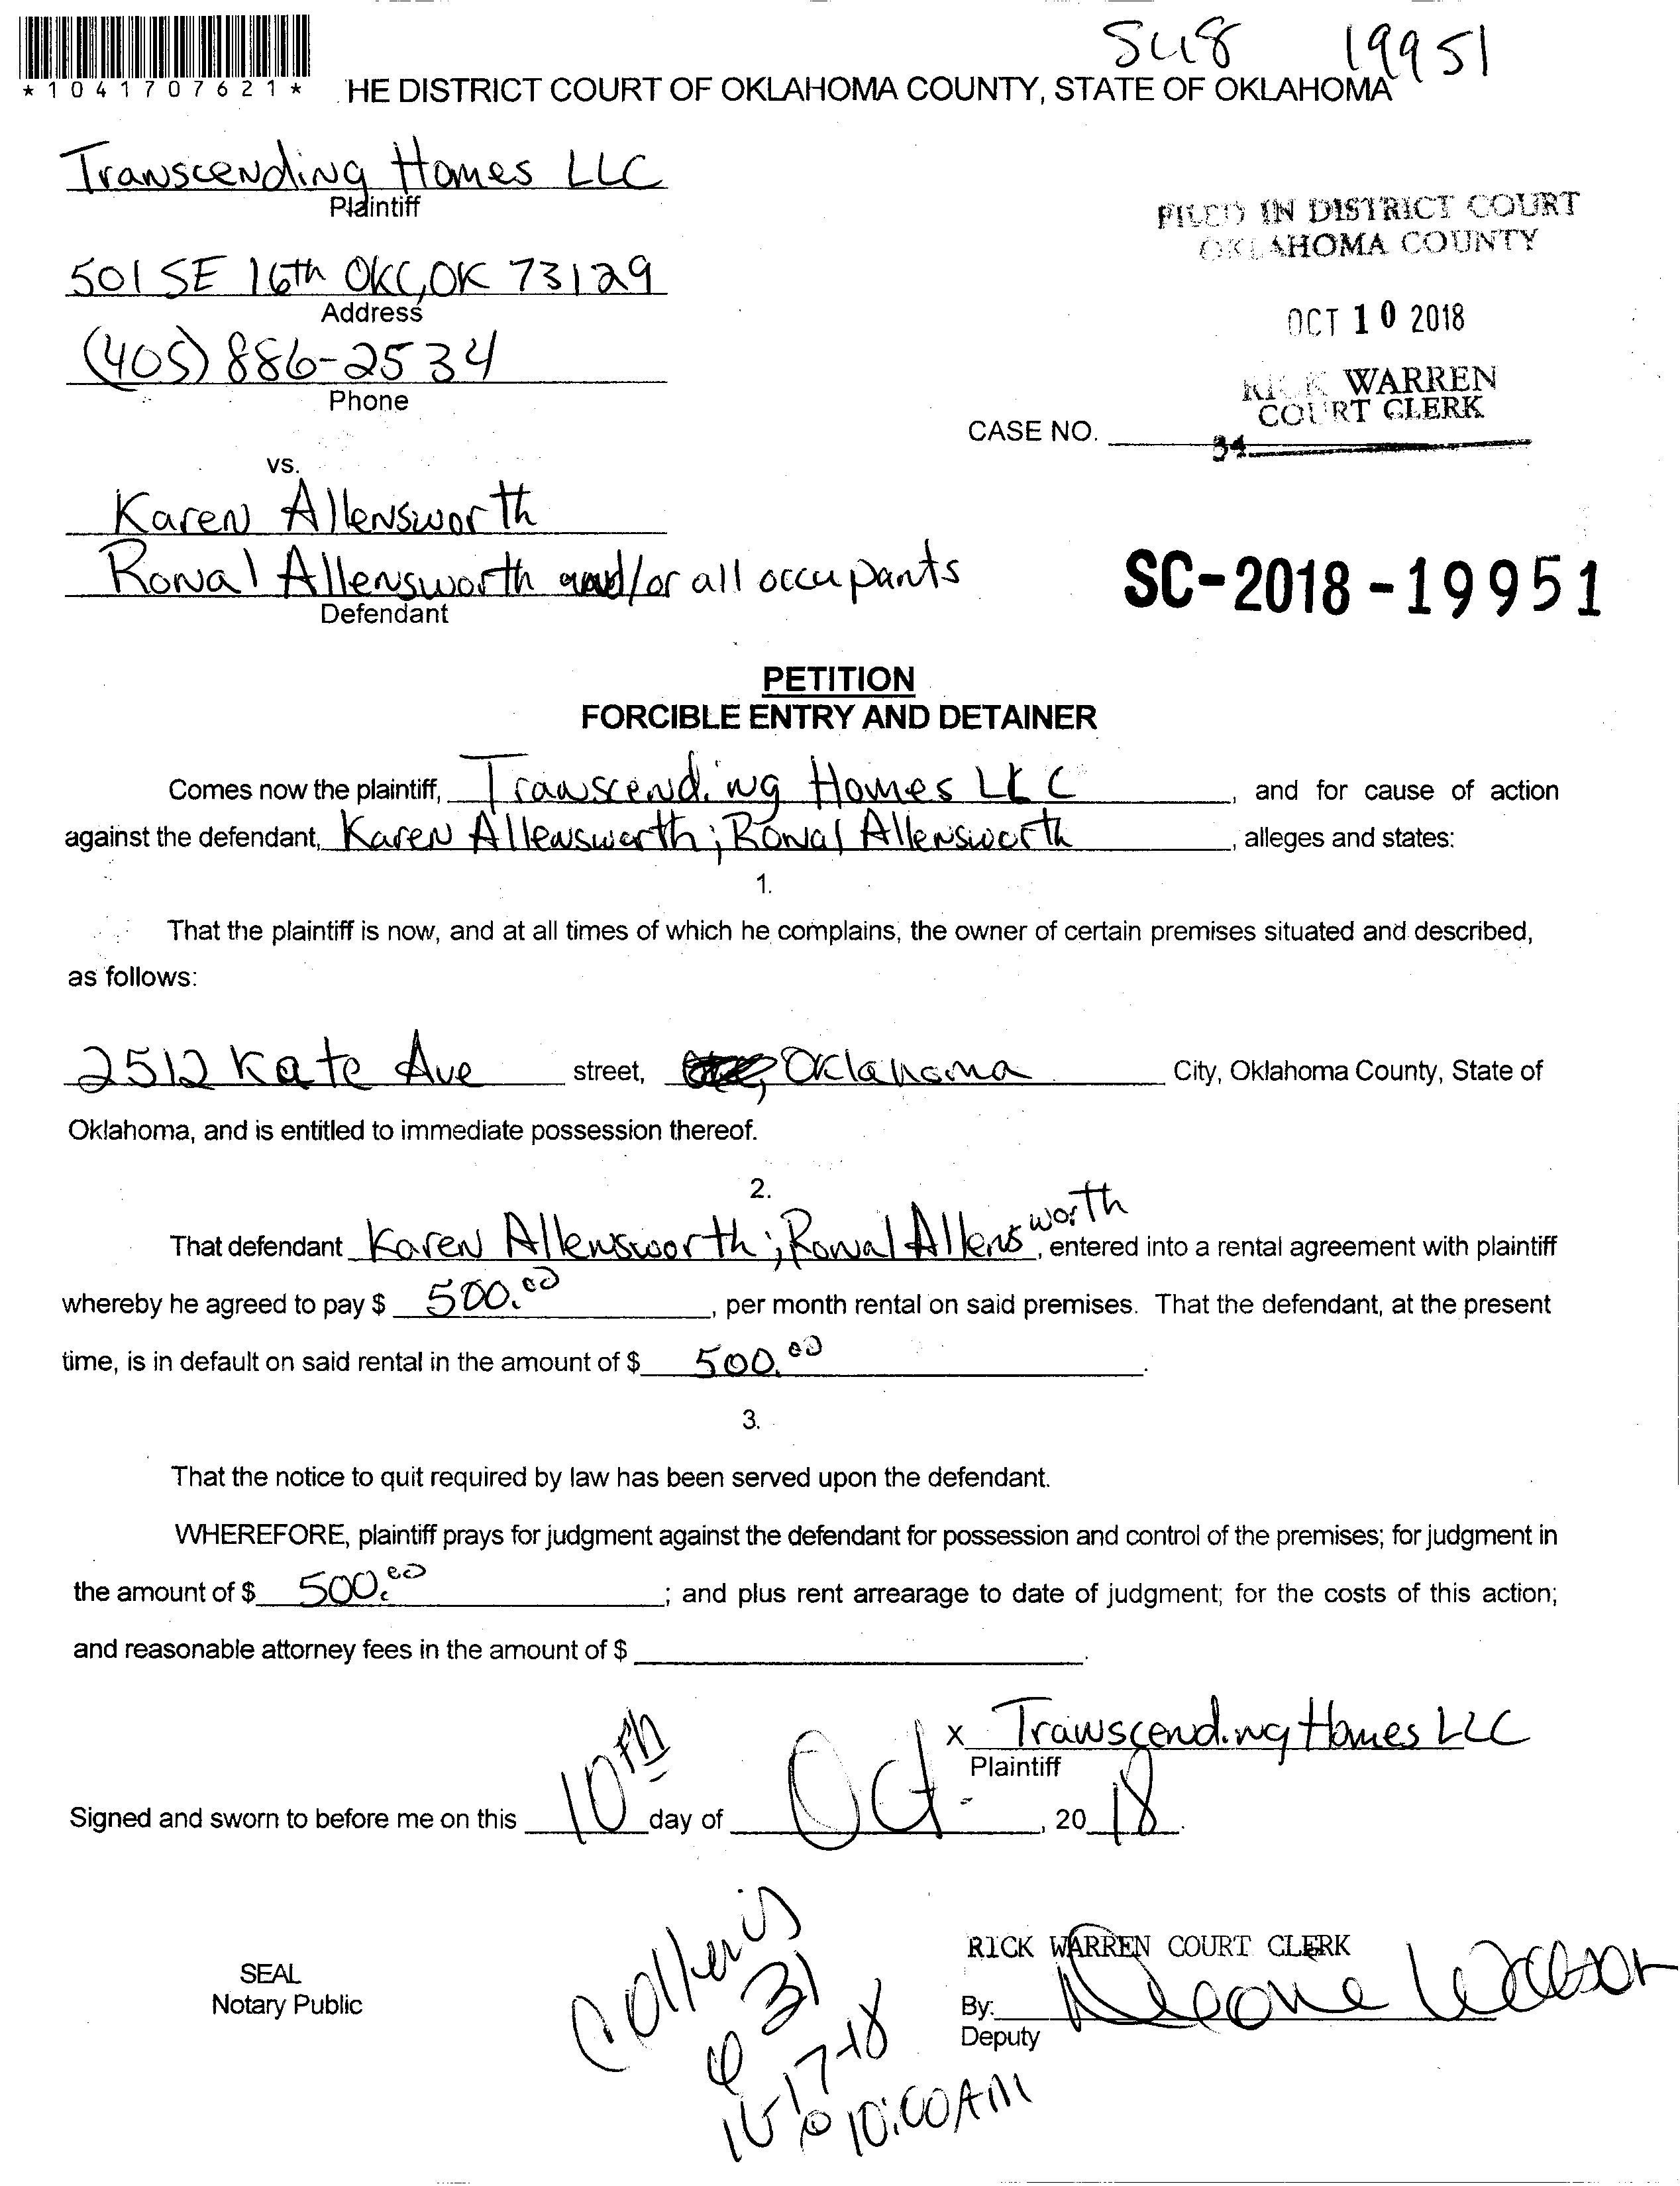 SC18 19951
*1041707621*
HE DISTRICT COURT OF OKLAHOMA COUNTY, STATE OF OKLAHOMA
Transcending Homes LLC
Plaintiff
FILED IN DISTRICT COURT
OKLAHOMA COUNTY
501 SE 16th OKC, OK 73129
Address
OCT 10 2018
(405) 886-2534
Phone
RICK WARREN
COURT CLERK
CASE NO.
34
vs.
Karen Allensworth
Ronal Allensworth and/or all occupants
Defendant
SC-2018-19951
PETITION
FORCIBLE ENTRY AND DETAINER
Comes now the plaintiff, Transcending Homes LLC, and for cause of action
against the defendant, Karen Allensworth; Ronal Allensworth, alleges and states:
1.
That the plaintiff is now, and at all times of which he complains, the owner of certain premises situated and described,
as follows:
2512 Kate Ave street, Oklahoma City, Oklahoma County, State of
Oklahoma, and is entitled to immediate possession thereof.
2.
That defendant Karen Allensworth; Ronal Allensworth, entered into a rental agreement with plaintiff
whereby he agreed to pay $ 500.00, per month rental on said premises. That the defendant, at the present
time, is in default on said rental in the amount of $ 500.00.
3.
That the notice to quit required by law has been served upon the defendant.
WHEREFORE, plaintiff prays for judgment against the defendant for possession and control of the premises; for judgment in
the amount of $ 500.00; and plus rent arrearage to date of judgment; for the costs of this action;
and reasonable attorney fees in the amount of $ .
x Transcending Homes LLC
Plaintiff
Signed and sworn to before me on this 10th day of Oct, 2018.
SEAL
Notary Public
RICK WARREN COURT CLERK
By:
Deputy
31
10-17-18
@ 10:00AM